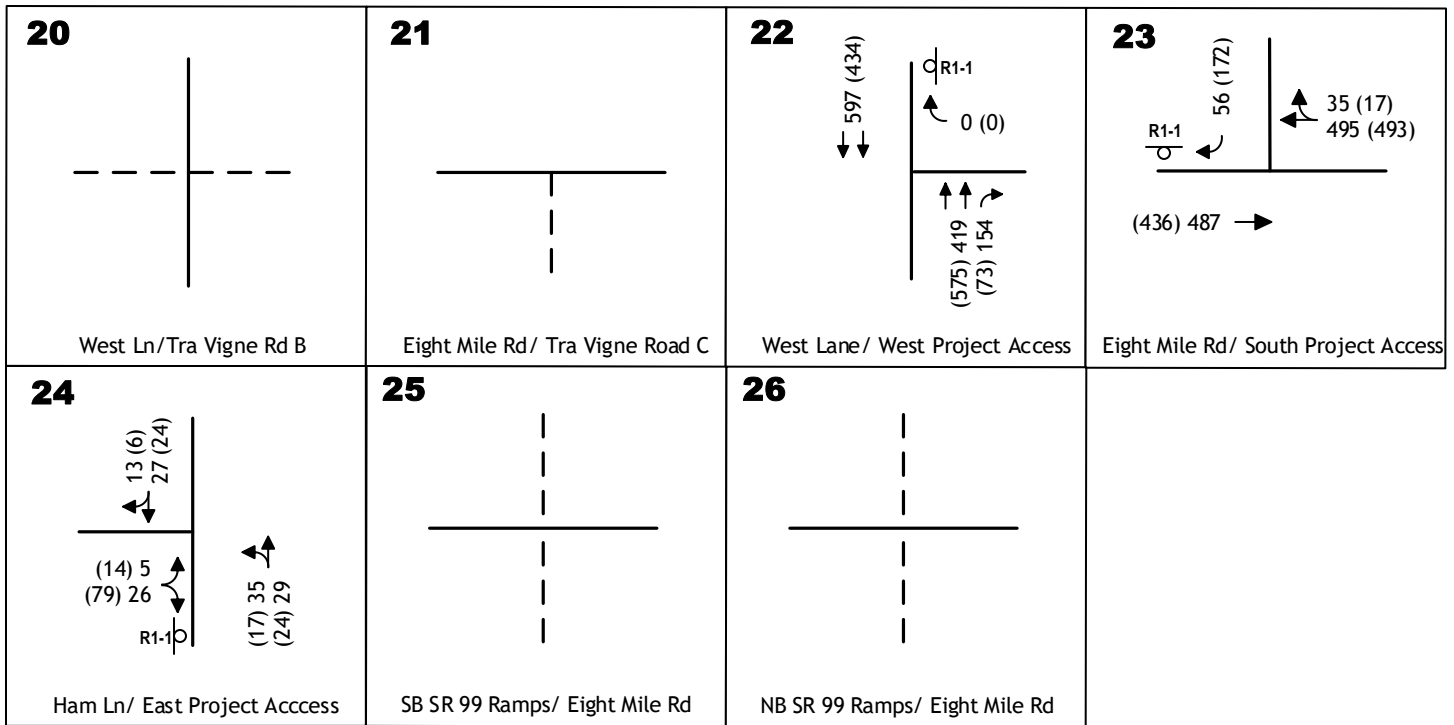 20
West Ln/Tra Vigne Rd B
21
Eight Mile Rd/ Tra Vigne Road C
22
597 (434)
R1-1
0 (0)
(575) 419
(73) 154
West Lane/ West Project Access
23
56 (172)
R1-1
35 (17)
495 (493)
(436) 487
Eight Mile Rd/ South Project Access
24
13 (6)
27 (24)
(14) 5
(79) 26
R1-1
(17) 35
(24) 29
Ham Ln/ East Project Acccess
25
SB SR 99 Ramps/ Eight Mile Rd
26
NB SR 99 Ramps/ Eight Mile Rd